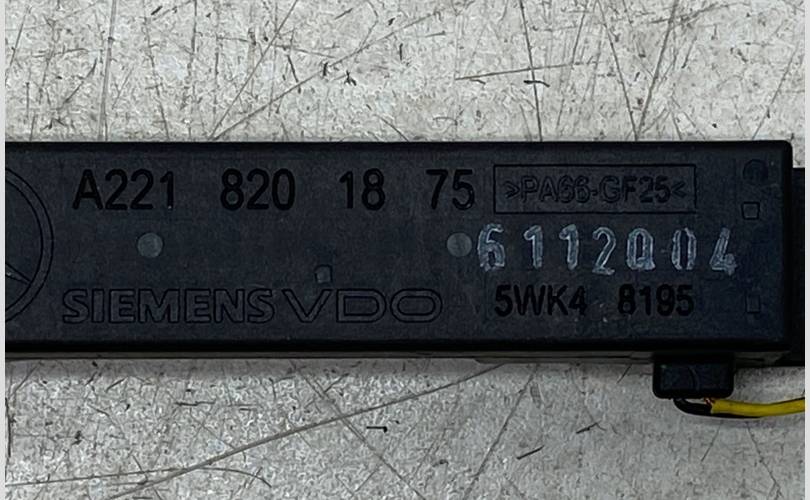 A221 820 18 75
>PA66-GF25<
6112Q04
SIEMENS VDO
5WK4 8195